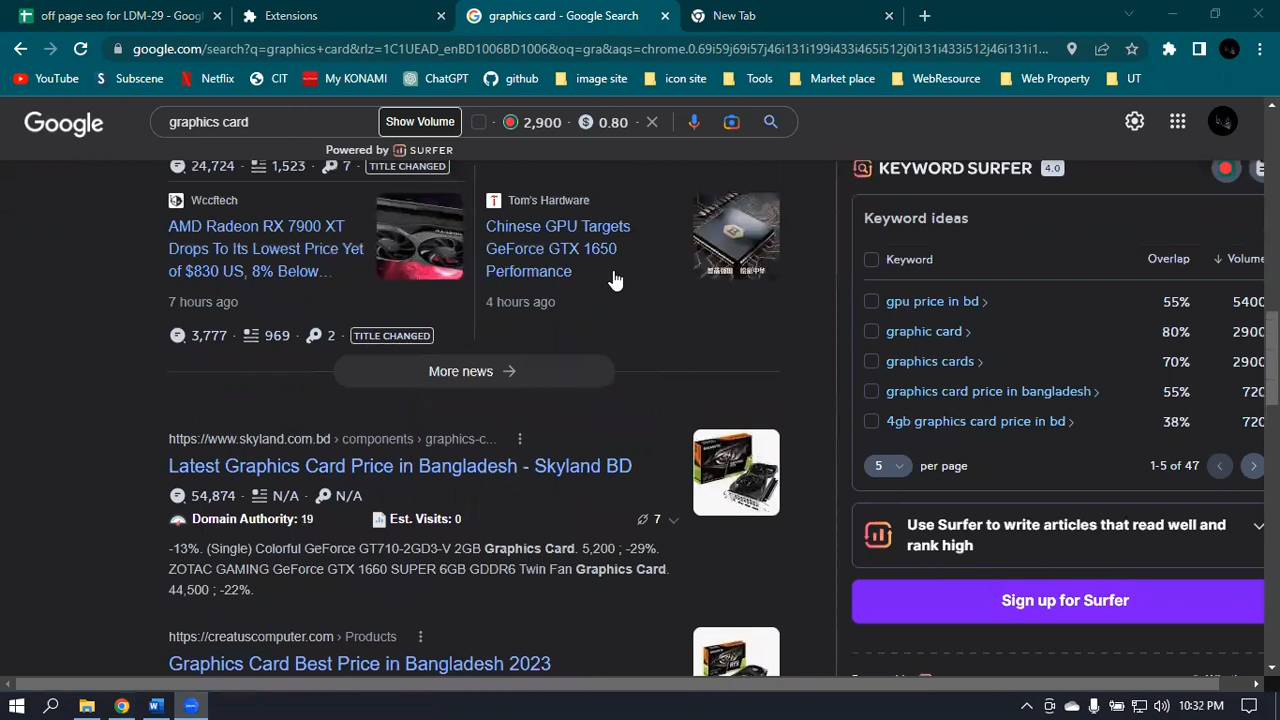 off page seo for LDM-29 - Googl
Extensions
graphics card - Google Search
New Tab
google.com/search?q=graphics+card&rlz=1C1UEAD_enBD1006BD1006&oq=gra&aqs=chrome.0.69i59j69i57j46i131i199i433i465i512j0i131i433i512j46i131i1...
YouTube
Subscene
Netflix
CIT
My KONAMI
ChatGPT
github
image site
icon site
Tools
Market place
WebResource
Web Property
UT
Google
graphics card
Show Volume
2,900 · $ 0.80 ·
Powered by SURFER
24,724 · 1,523 · 7 · TITLE CHANGED
Wccftech
AMD Radeon RX 7900 XT
Drops To Its Lowest Price Yet
of $830 US, 8% Below...
7 hours ago
3,777 · 969 · 2 · TITLE CHANGED
Tom's Hardware
Chinese GPU Targets
GeForce GTX 1650
Performance
4 hours ago
More news
https://www.skyland.com.bd › components › graphics-c...
Latest Graphics Card Price in Bangladesh - Skyland BD
54,874 · N/A · N/A
Domain Authority: 19
Est. Visits: 0
7
-13%. (Single) Colorful GeForce GT710-2GD3-V 2GB Graphics Card. 5,200 ; -29%.
ZOTAC GAMING GeForce GTX 1660 SUPER 6GB GDDR6 Twin Fan Graphics Card.
44,500 ; -22%.
https://creatuscomputer.com › Products
Graphics Card Best Price in Bangladesh 2023
KEYWORD SURFER 4.0
Keyword ideas
Keyword Overlap Volume
gpu price in bd 55% 5400
graphic card 80% 2900
graphics cards 70% 2900
graphics card price in bangladesh 55% 720
4gb graphics card price in bd 38% 720
5 per page 1-5 of 47
Use Surfer to write articles that read well and
rank high
Sign up for Surfer
10:32 PM